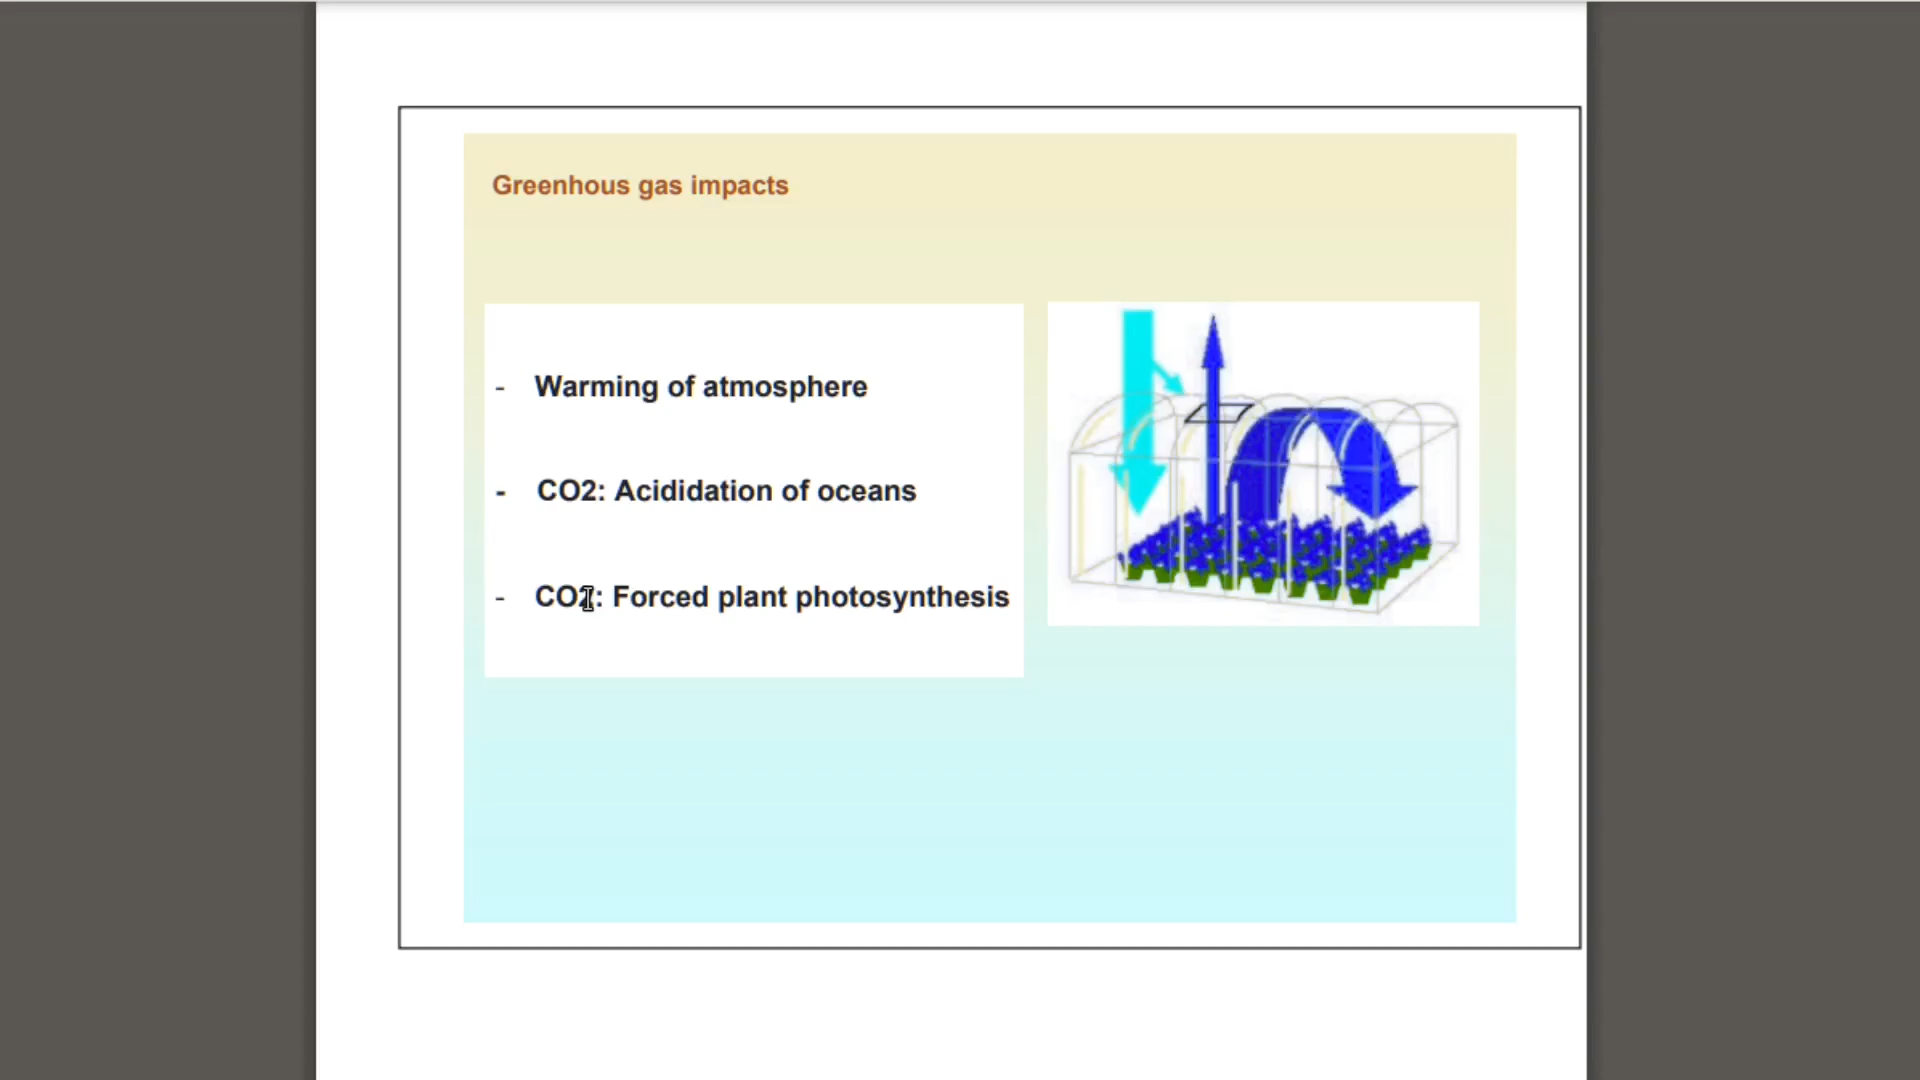 Greenhous gas impacts
- Warming of atmosphere
- CO2: Acididation of oceans
- CO2: Forced plant photosynthesis